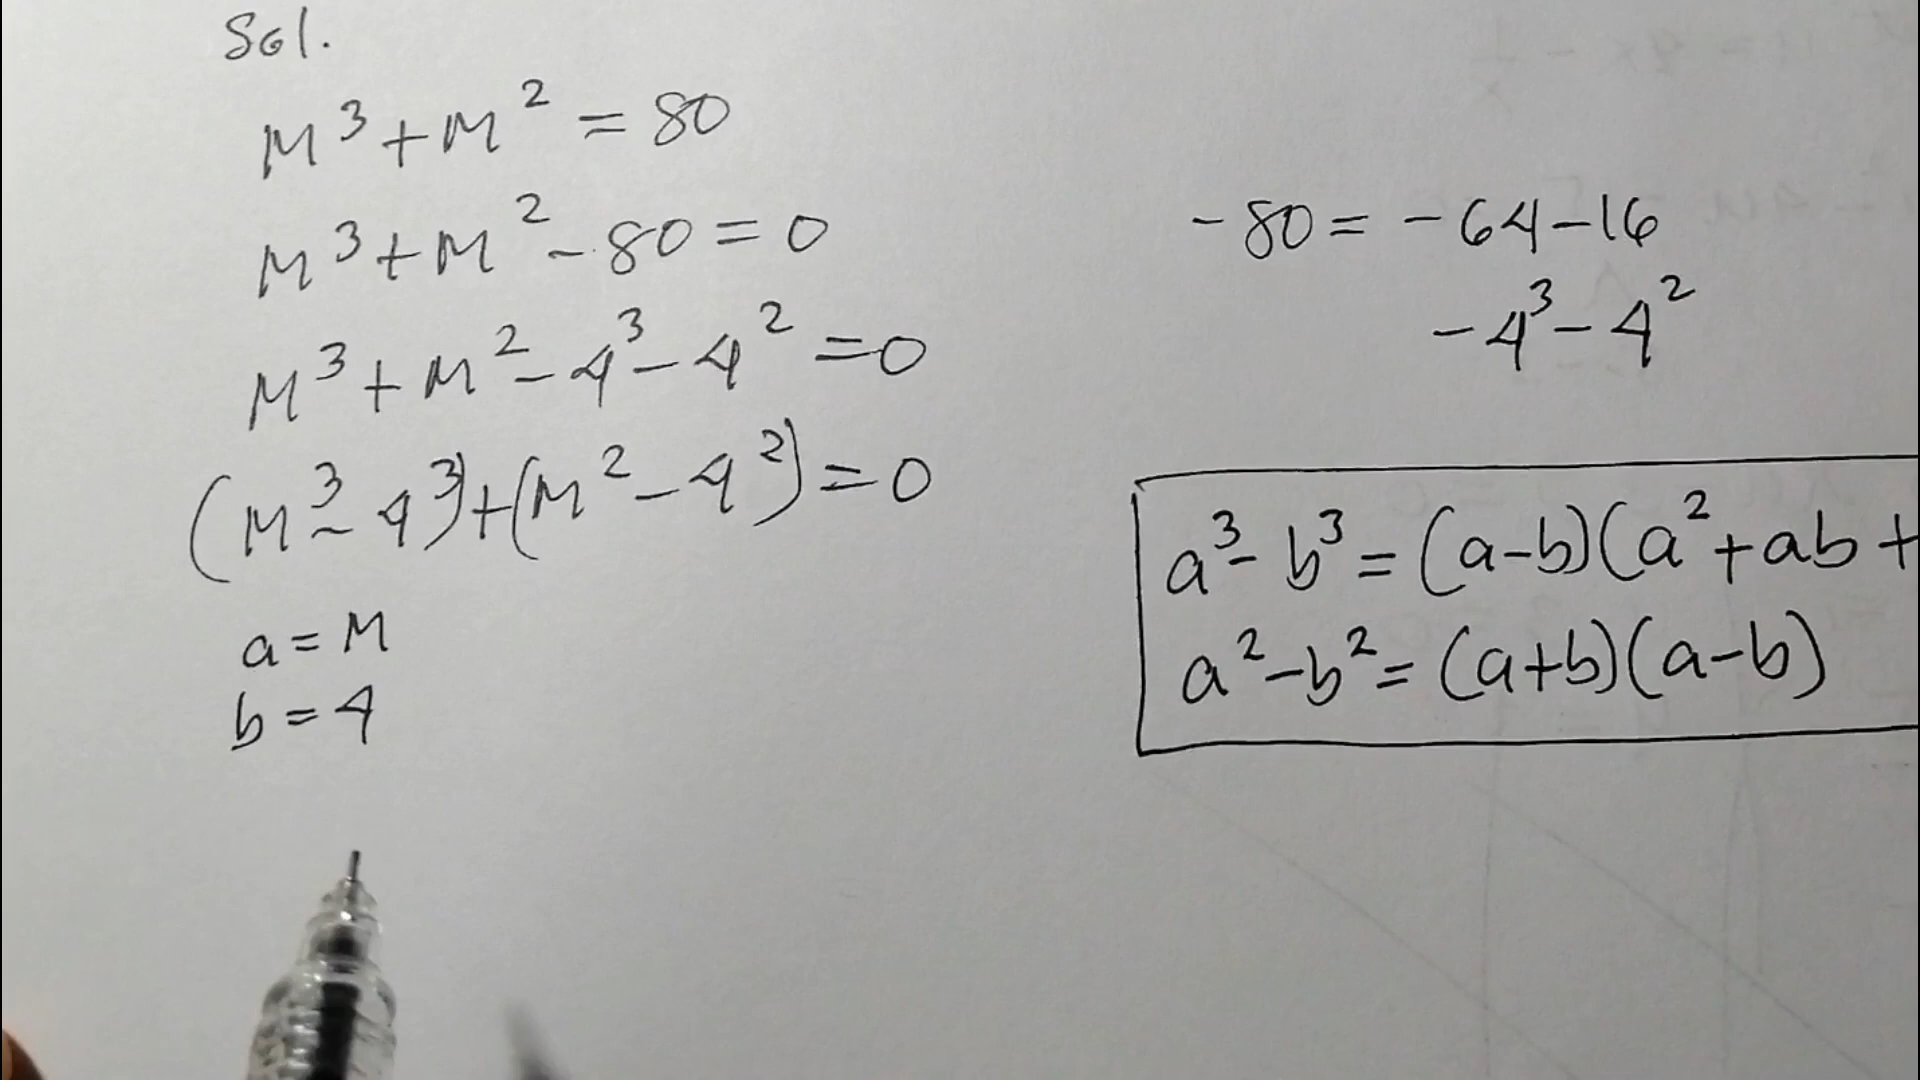 Sol.
M³+M²=80
M³+M²-80=0
M³+M²-4³-4²=0
(M³-4³)+(M²-4²)=0
a=M
b=4
-80=-64-16
-4³-4²
a³-b³=(a-b)(a²+ab+
a²-b²=(a+b)(a-b)